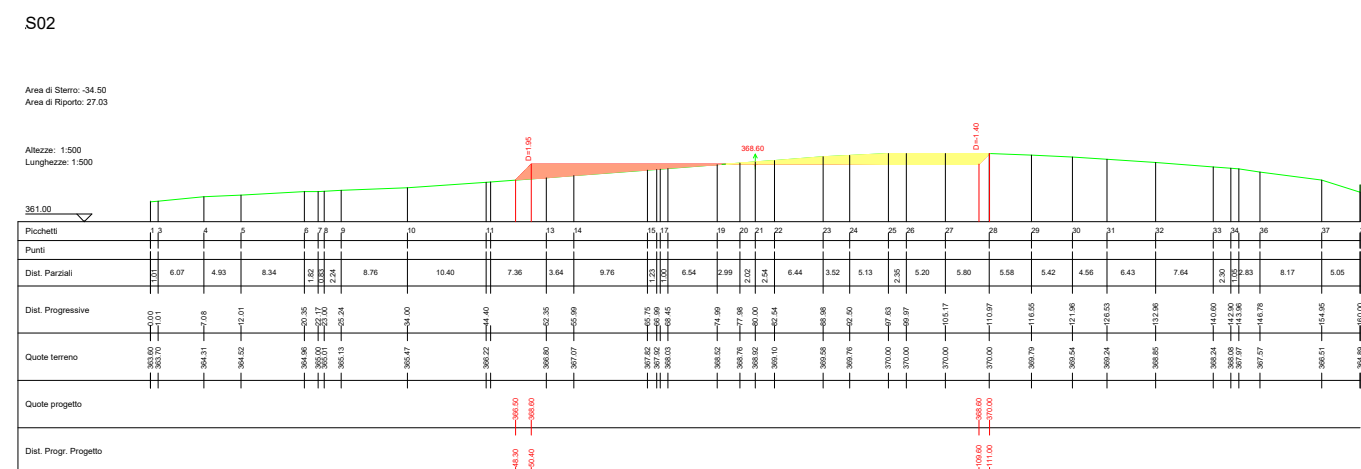 S02
Area di Sterro: -34.50
Area di Riporto: 27.03
Altezze: 1:500
Lunghezze: 1:500
D=1.95
368.60
D=-1.40
361.00
Picchetti 1 3 4 5 6 7 8 9 10 11 13 14 15 17 19 20 21 22 23 24 25 26 27 28 29 30 31 32 33 34 36 37
Punti
Dist. Parziali 1.01 6.07 4.93 8.34 1.82 0.83 2.24 8.76 10.40 7.36 3.64 9.76 1.23 1.00 6.54 2.99 2.02 2.54 6.44 3.52 5.13 2.35 5.20 5.80 5.58 5.42 4.56 6.43 7.64 2.30 1.05 2.83 8.17 5.05
Dist. Progressive 0.00 1.01 7.08 12.01 20.35 22.17 23.00 25.24 34.00 44.40 52.35 55.99 65.75 66.99 68.45 74.99 77.98 80.00 82.54 88.98 92.50 97.63 99.97 105.17 110.97 116.55 121.96 126.53 132.96 140.60 142.90 143.96 146.78 154.95 160.00
Quote terreno 363.60 363.70 364.31 364.52 364.96 365.00 365.01 365.13 365.47 366.22 366.80 367.07 367.82 367.92 368.03 368.52 368.76 368.92 369.10 369.58 369.76 370.00 370.00 370.00 370.00 369.79 369.54 369.24 368.85 368.24 368.08 367.97 367.57 366.51 364.80
Quote progetto 366.50 368.60 368.60 370.00
Dist. Progr. Progetto 48.30 50.40 109.60 111.00